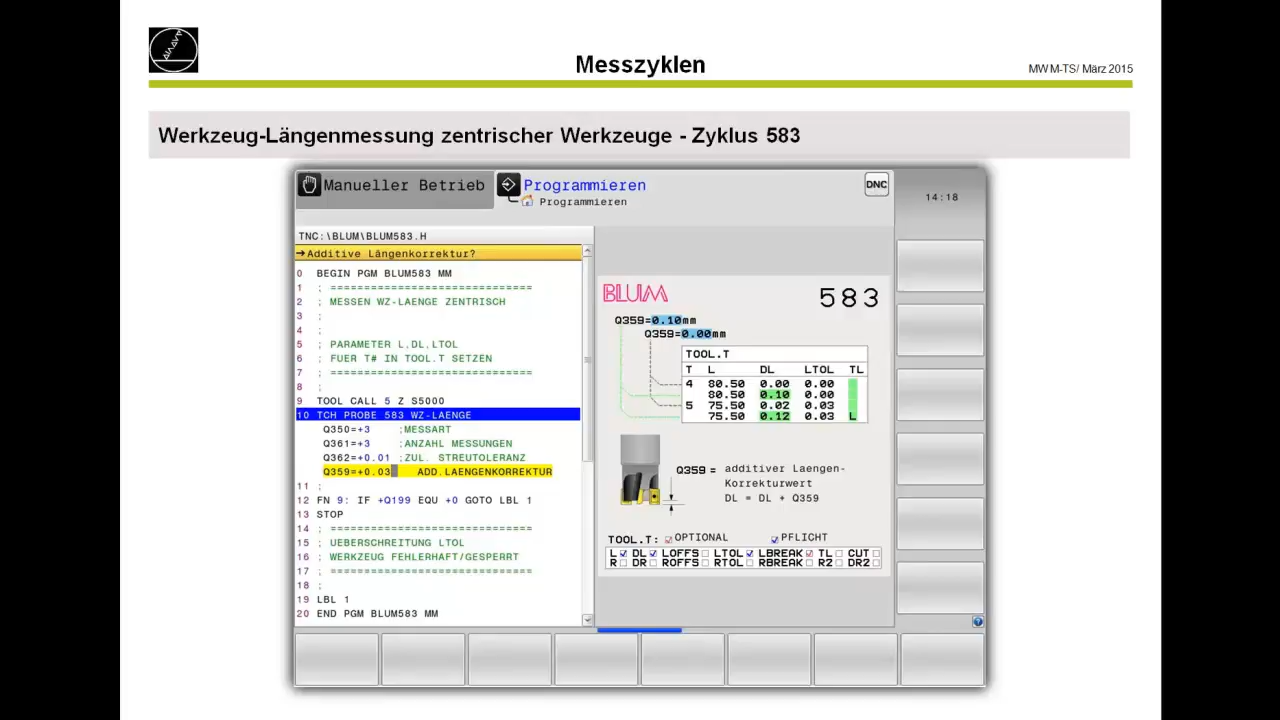 Messzyklen
MWM-TS/ März 2015
Werkzeug-Längenmessung zentrischer Werkzeuge - Zyklus 583
Manueller Betrieb
Programmieren
Programmieren
DNC
14:18
TNC:\BLUM\BLUM583.H
→Additive Längenkorrektur?
0 BEGIN PGM BLUM583 MM
1 ; ==============================
2 ; MESSEN WZ-LAENGE ZENTRISCH
3 ;
4 ;
5 ; PARAMETER L,DL,LTOL
6 ; FUER T# IN TOOL.T SETZEN
7 ; ==============================
8 ;
9 TOOL CALL 5 Z S5000
10 TCH PROBE 583 WZ-LAENGE
Q350=+3 ;MESSART
Q361=+3 ;ANZAHL MESSUNGEN
Q362=+0.01 ;ZUL. STREUTOLERANZ
Q359=+0.03 ADD.LAENGENKORREKTUR
11 ;
12 FN 9: IF +Q199 EQU +0 GOTO LBL 1
13 STOP
14 ; ==============================
15 ; UEBERSCHREITUNG LTOL
16 ; WERKZEUG FEHLERHAFT/GESPERRT
17 ; ==============================
18 ;
19 LBL 1
20 END PGM BLUM583 MM
BLUM
583
Q359=0.10mm
Q359=0.00mm
TOOL.T
T L DL LTOL TL
4 80.50 0.00 0.00
80.50 0.10 0.00
5 75.50 0.02 0.03
75.50 0.12 0.03 L
Q359 = additiver Laengen-
Korrekturwert
DL = DL + Q359
TOOL.T: OPTIONAL PFLICHT
L DL LOFFS LTOL LBREAK TL CUT
R DR ROFFS RTOL RBREAK R2 DR2